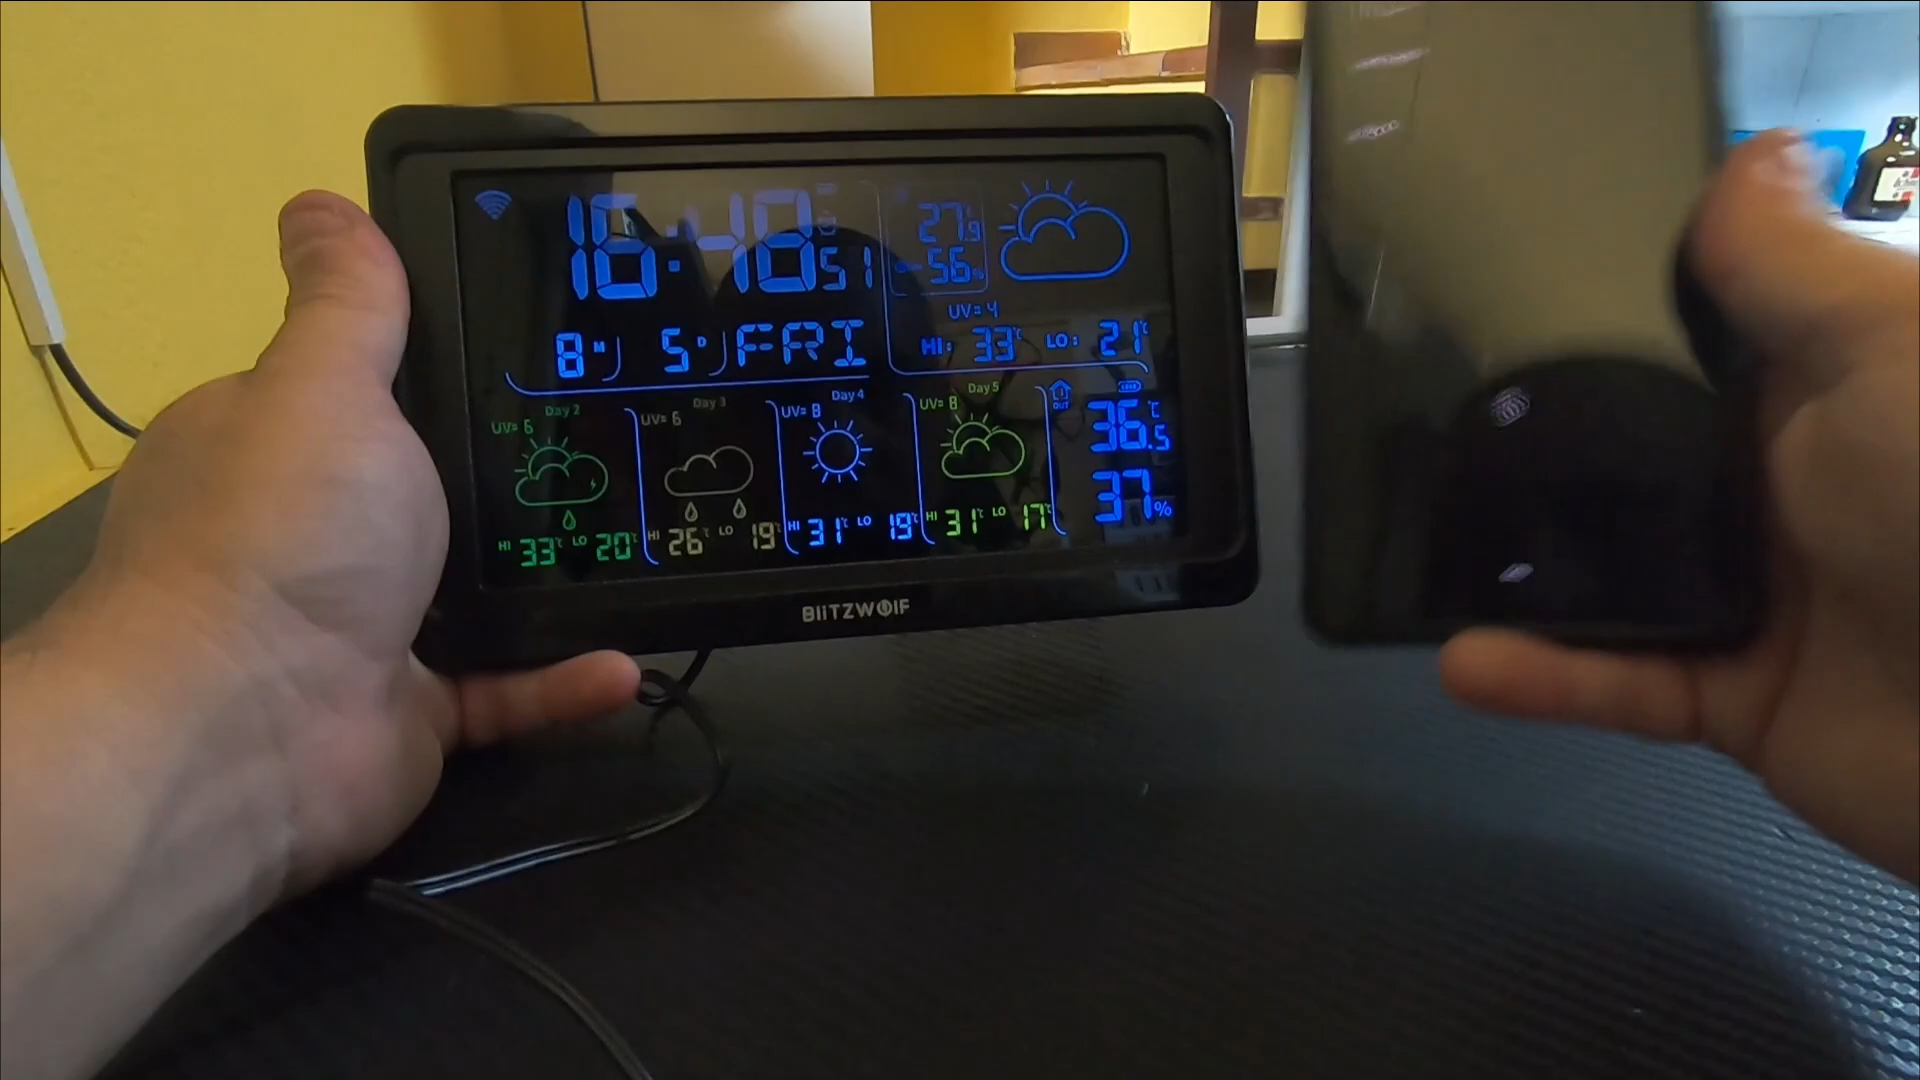 16:48 51
8 M 5 D FRI
27.9
56%
UV= 4
HI: 33°C LO: 21°C
Day 2
UV= 6
HI 33°C LO 20°C
Day 3
UV= 6
HI 26°C LO 19°C
Day 4
UV= 8
HI 31°C LO 19°C
Day 5
UV= 8
HI 31°C LO 17°C
OUT
36.5°C
37%
BlitzWolf